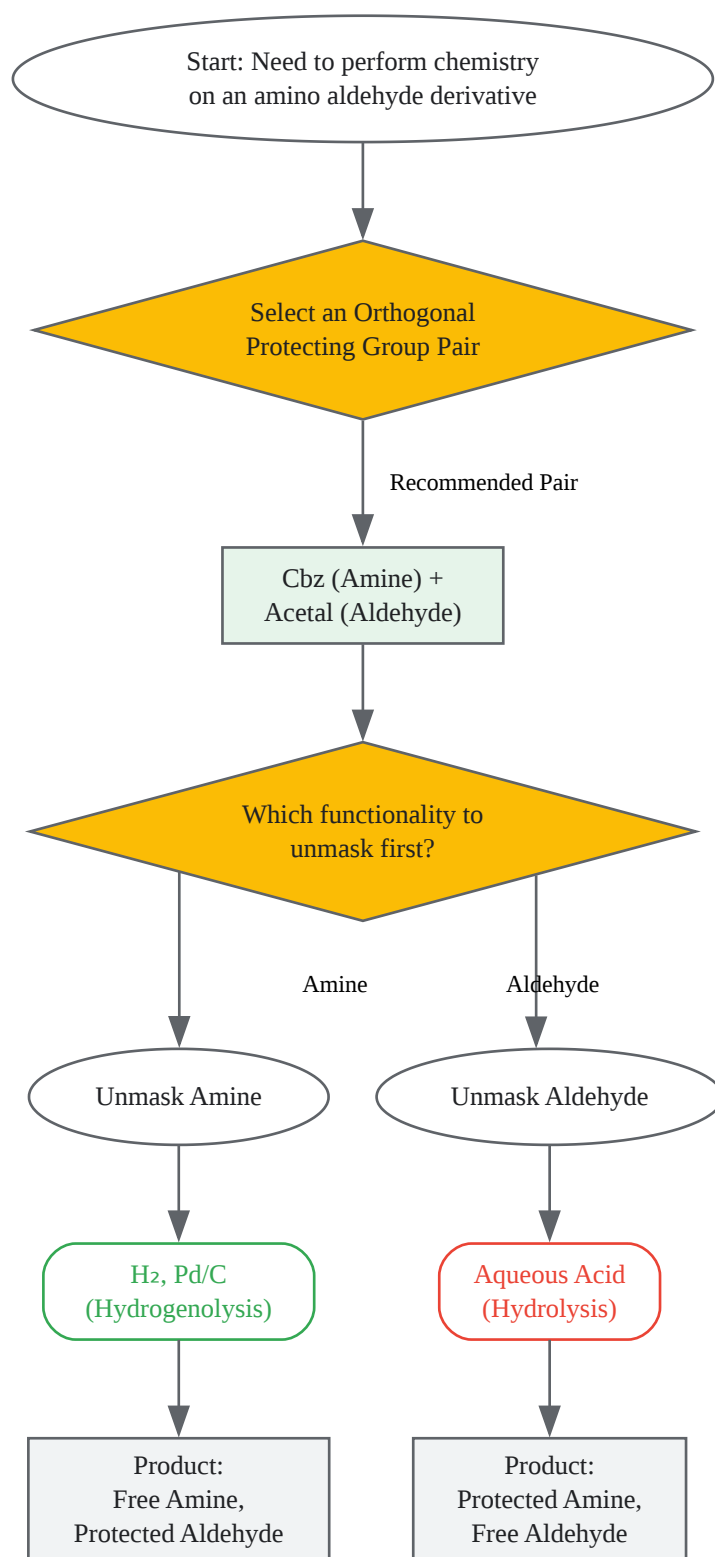 Start: Need to perform chemistry
on an amino aldehyde derivative
Select an Orthogonal
Protecting Group Pair
Recommended Pair
Cbz (Amine) +
Acetal (Aldehyde)
Which functionality to
unmask first?
Amine
Aldehyde
Unmask Amine
Unmask Aldehyde
H₂, Pd/C
(Hydrogenolysis)
Aqueous Acid
(Hydrolysis)
Product:
Free Amine,
Protected Aldehyde
Product:
Protected Amine,
Free Aldehyde